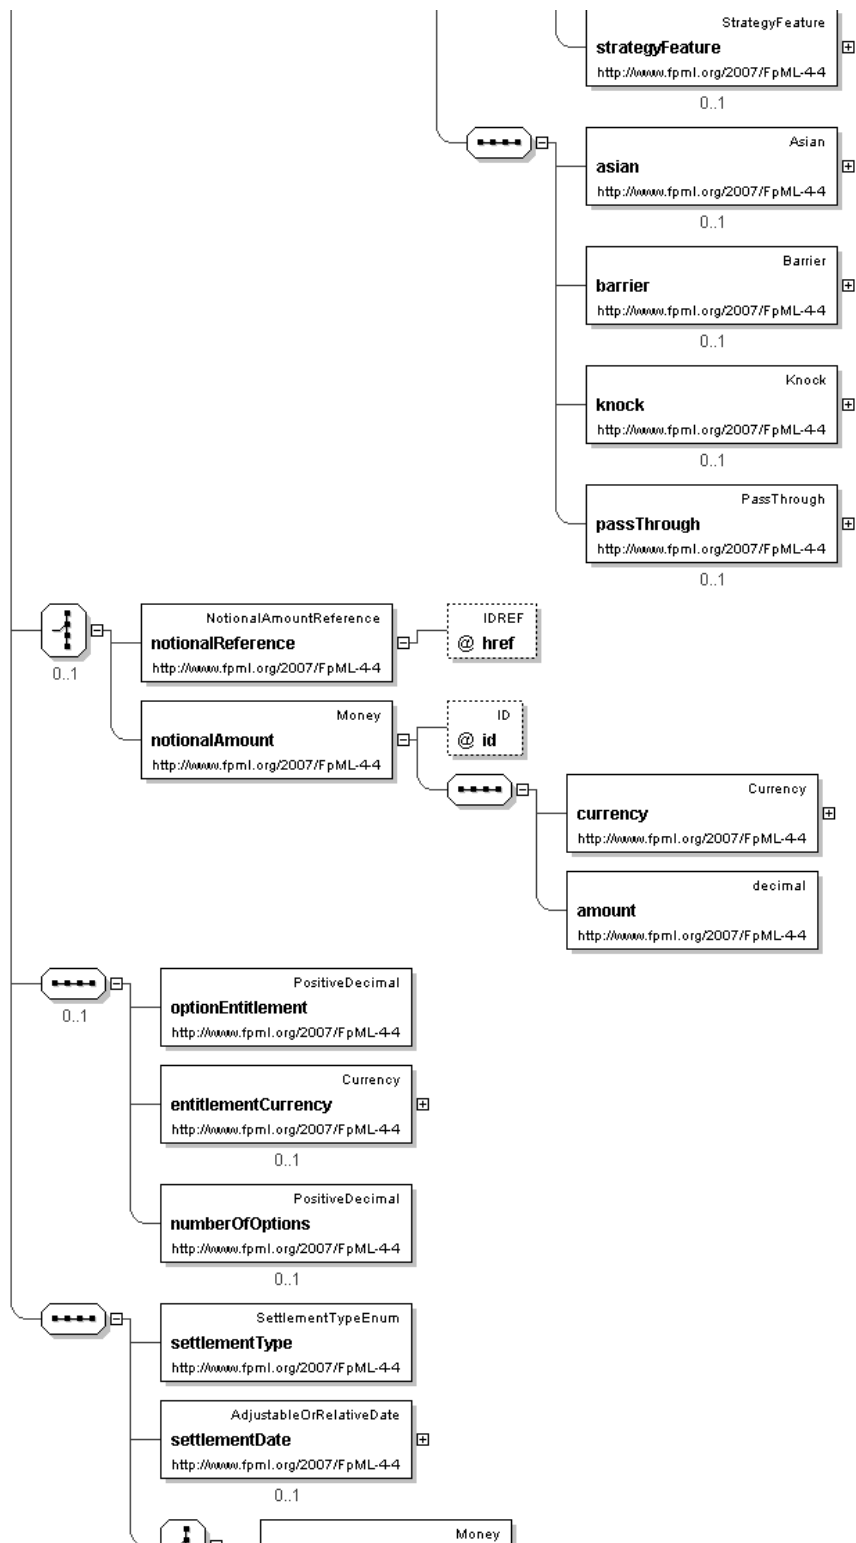 StrategyFeature
strategyFeature
http://www.fpml.org/2007/FpML-4-4
0..1
Asian
asian
http://www.fpml.org/2007/FpML-4-4
0..1
Barrier
barrier
http://www.fpml.org/2007/FpML-4-4
0..1
Knock
knock
http://www.fpml.org/2007/FpML-4-4
0..1
PassThrough
passThrough
http://www.fpml.org/2007/FpML-4-4
0..1
0..1
NotionalAmountReference
notionalReference
http://www.fpml.org/2007/FpML-4-4
IDREF
@ href
Money
notionalAmount
http://www.fpml.org/2007/FpML-4-4
ID
@ id
Currency
currency
http://www.fpml.org/2007/FpML-4-4
decimal
amount
http://www.fpml.org/2007/FpML-4-4
0..1
PositiveDecimal
optionEntitlement
http://www.fpml.org/2007/FpML-4-4
Currency
entitlementCurrency
http://www.fpml.org/2007/FpML-4-4
0..1
PositiveDecimal
numberOfOptions
http://www.fpml.org/2007/FpML-4-4
0..1
SettlementTypeEnum
settlementType
http://www.fpml.org/2007/FpML-4-4
AdjustableOrRelativeDate
settlementDate
http://www.fpml.org/2007/FpML-4-4
0..1
Money